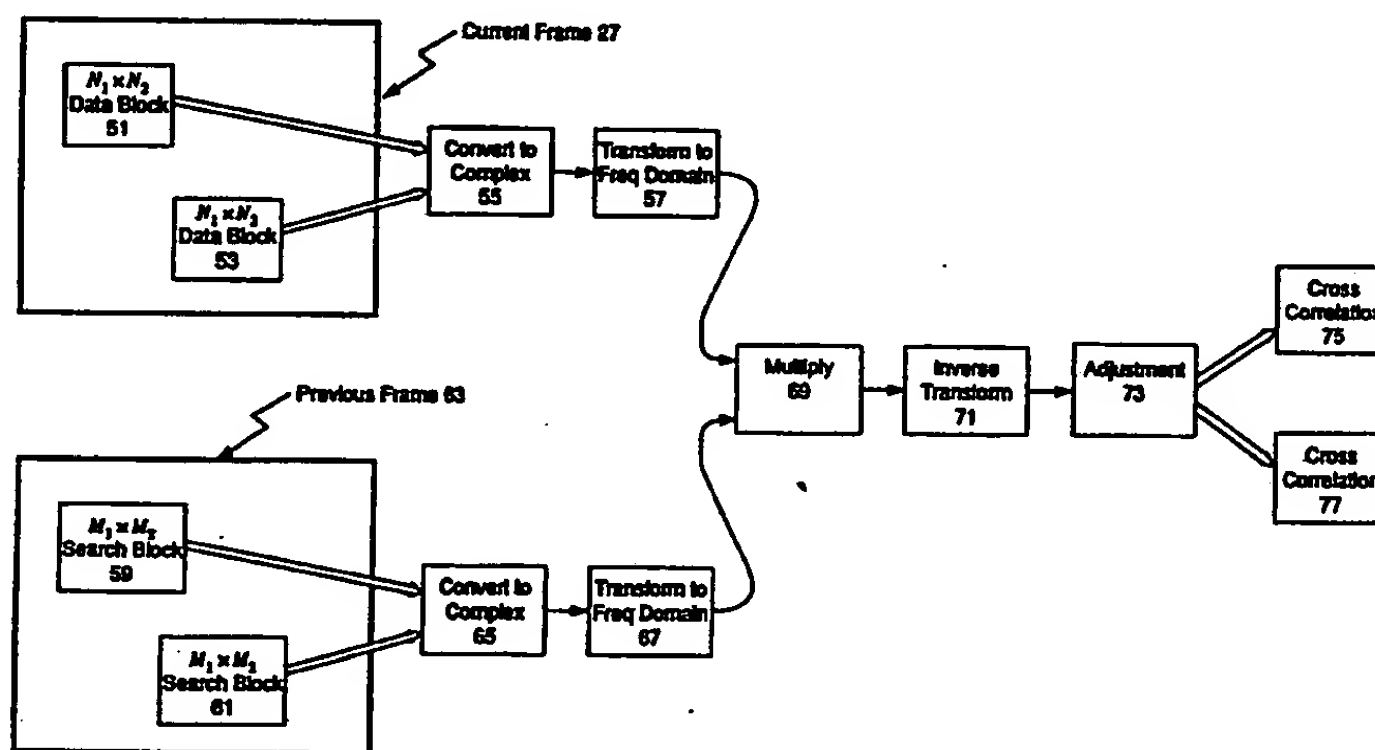 Current Frame 27
N₁ × N₂
Data Block
51
N₁ × N₂
Data Block
53
Convert to
Complex
55
Transform to
Freq Domain
57
Previous Frame 63
M₁ × M₂
Search Block
59
M₁ × M₂
Search Block
61
Convert to
Complex
65
Transform to
Freq Domain
67
Multiply
69
Inverse
Transform
71
Adjustment
73
Cross
Correlation
75
Cross
Correlation
77